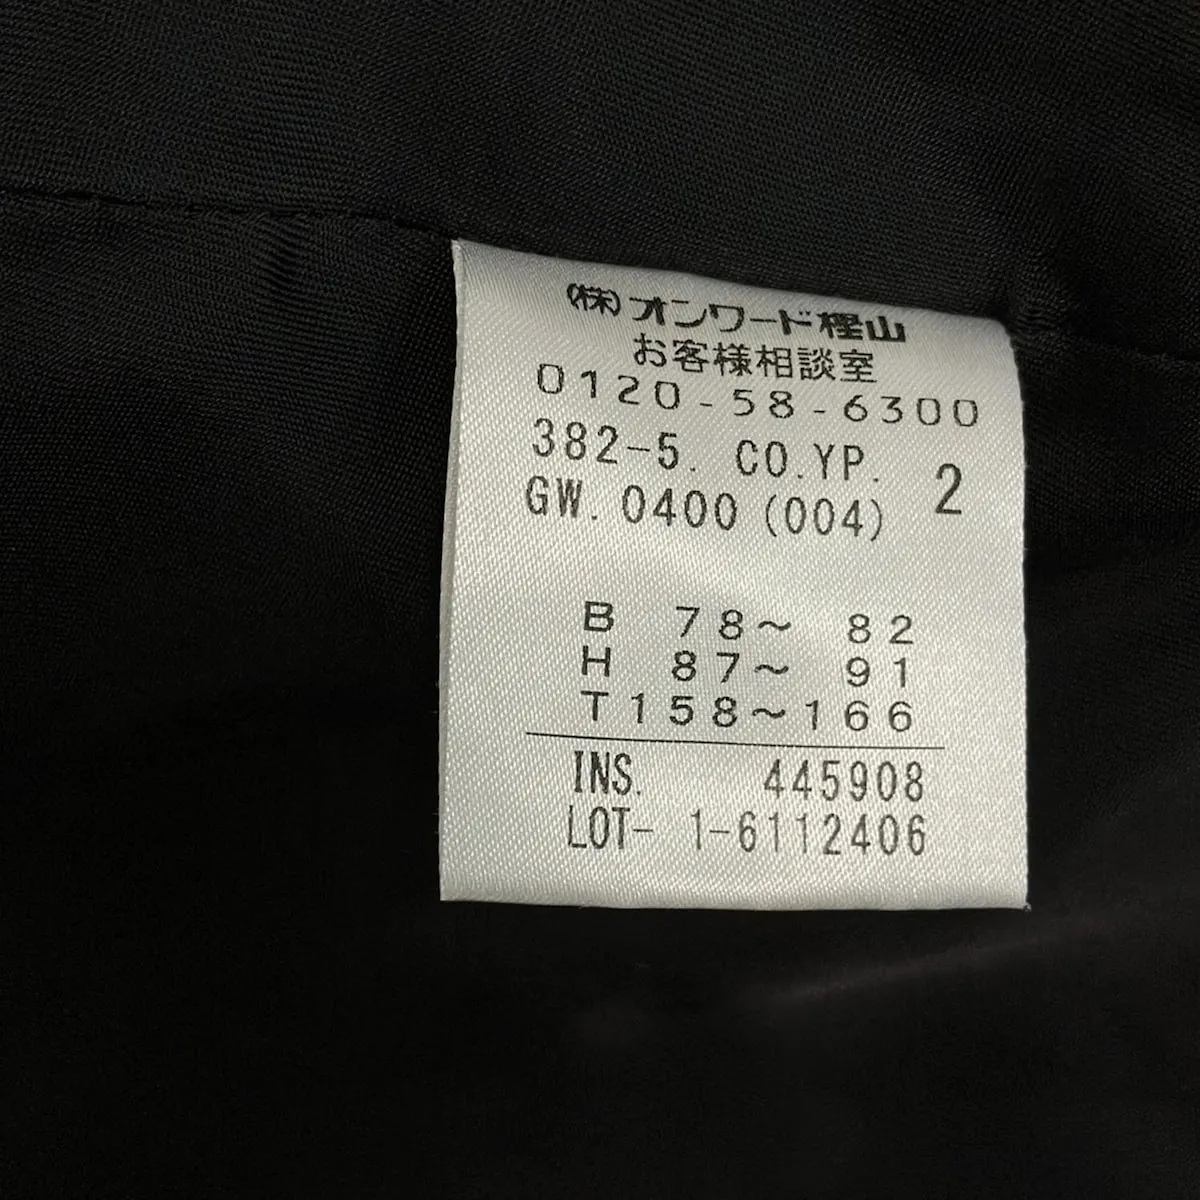 (株)オンワード樫山
お客様相談室
0120-58-6300
382-5. CO.YP. 2
GW. 0400 (004)
B 78~ 82
H 87~ 91
T158~166
INS. 445908
LOT- 1-6112406